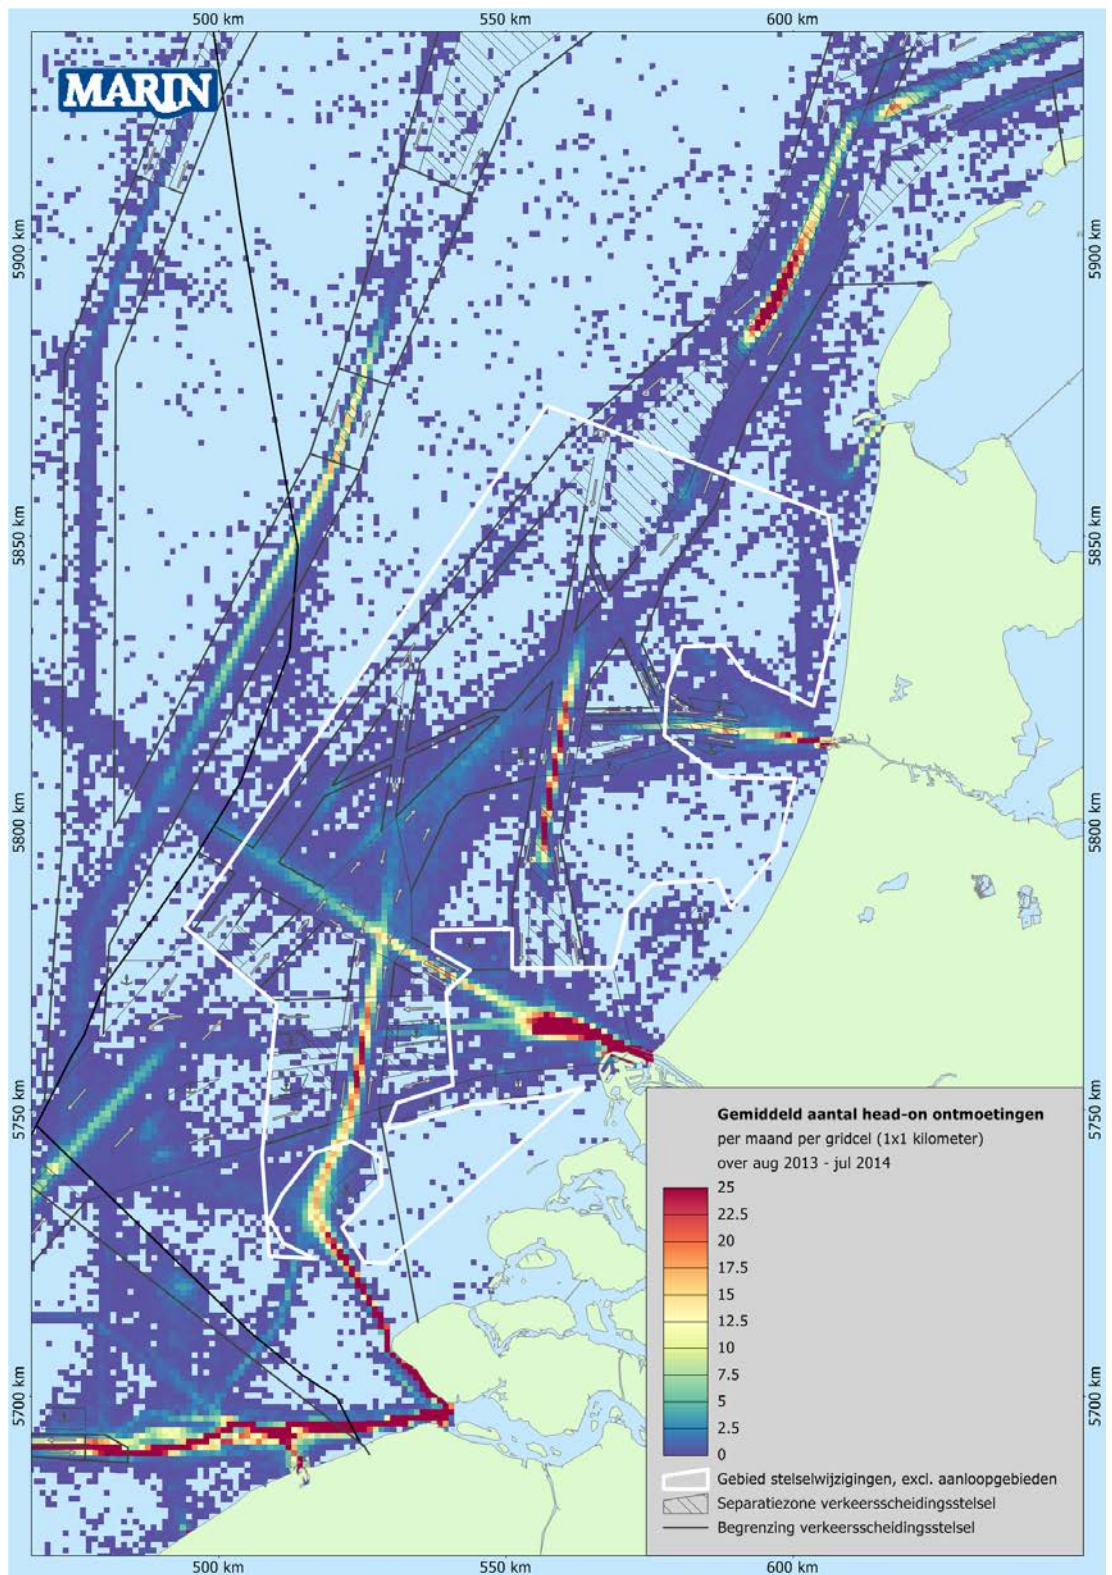 500 km 550 km 600 km
MARIN
5900 km 5900 km
5850 km 5850 km
5800 km 5800 km
5750 km 5750 km
5700 km 5700 km
Gemiddeld aantal head-on ontmoetingen
per maand per gridcel (1x1 kilometer)
over aug 2013 - jul 2014
25
22.5
20
17.5
15
12.5
10
7.5
5
2.5
0
Gebied stelselwijzigingen, excl. aanloopgebieden
Separatiezone verkeersscheidingsstelsel
Begrenzing verkeersscheidingsstelsel
500 km 550 km 600 km